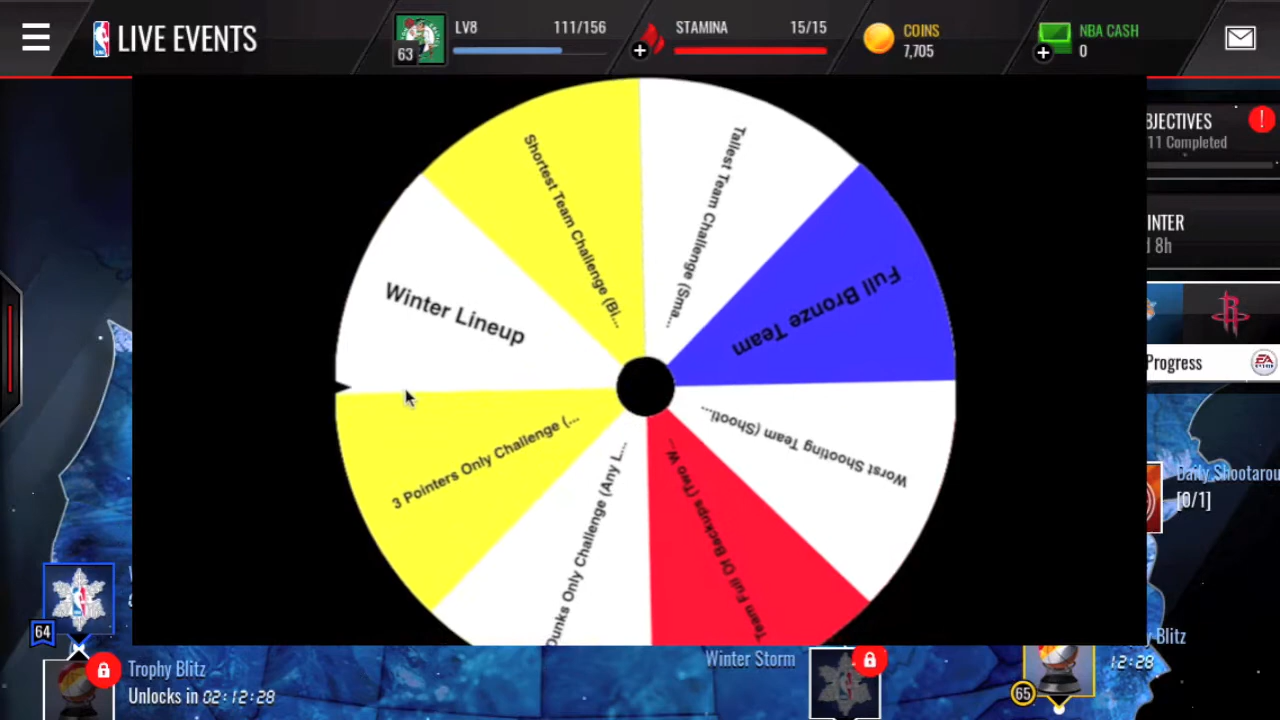 LIVE EVENTS
LV8
111/156
63
STAMINA
15/15
COINS
7,705
NBA CASH
0
BJECTIVES
11 Completed
INTER
d 8h
Progress
Shortest Team Challenge (Bi...
Tallest Team Challenge (Sma...
Full Bronze Team
Winter Lineup
3 Pointers Only Challenge (...
Dunks Only Challenge (Any L...
Team Full Of Backups (Two W...
Worst Shooting Team (Shooti...
Daily Shootarou
[0/1]
64
Trophy Blitz
Unlocks in 02:12:28
Winter Storm
65
y Blitz
12:28